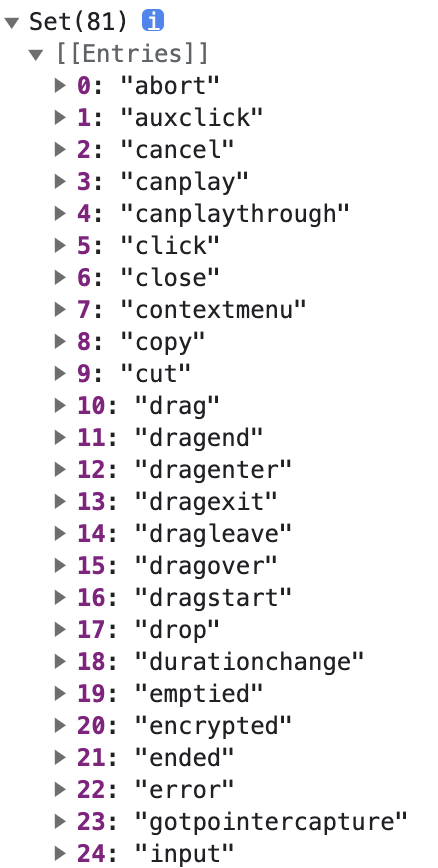 Set(81) i
[[Entries]]
0: "abort"
1: "auxclick"
2: "cancel"
3: "canplay"
4: "canplaythrough"
5: "click"
6: "close"
7: "contextmenu"
8: "copy"
9: "cut"
10: "drag"
11: "dragend"
12: "dragenter"
13: "dragexit"
14: "dragleave"
15: "dragover"
16: "dragstart"
17: "drop"
18: "durationchange"
19: "emptied"
20: "encrypted"
21: "ended"
22: "error"
23: "gotpointercapture"
24: "input"